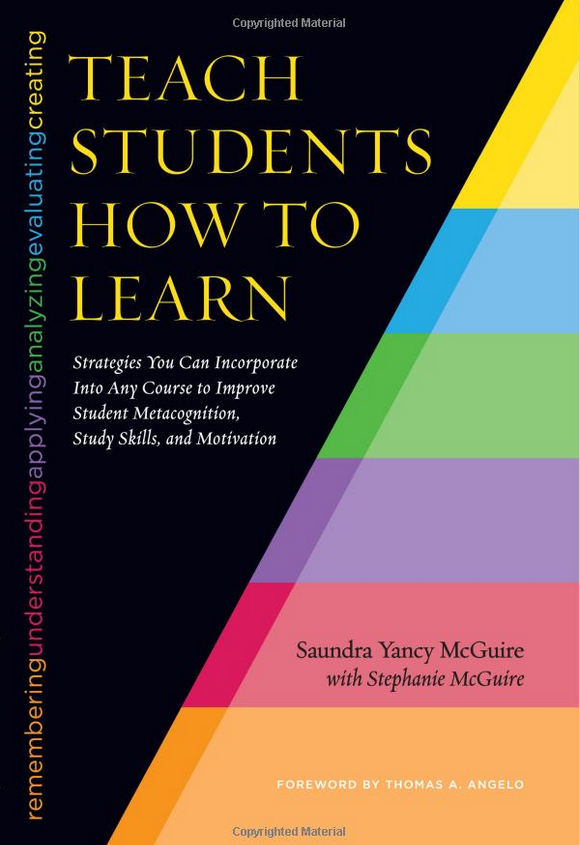 Copyrighted Material
TEACH
STUDENTS
HOW TO
LEARN
Strategies You Can Incorporate
Into Any Course to Improve
Student Metacognition,
Study Skills, and Motivation
rememberingunderstandingapplyinganalyzingevaluatingcreating
Saundra Yancy McGuire
with Stephanie McGuire
FOREWORD BY THOMAS A. ANGELO
Copyrighted Material